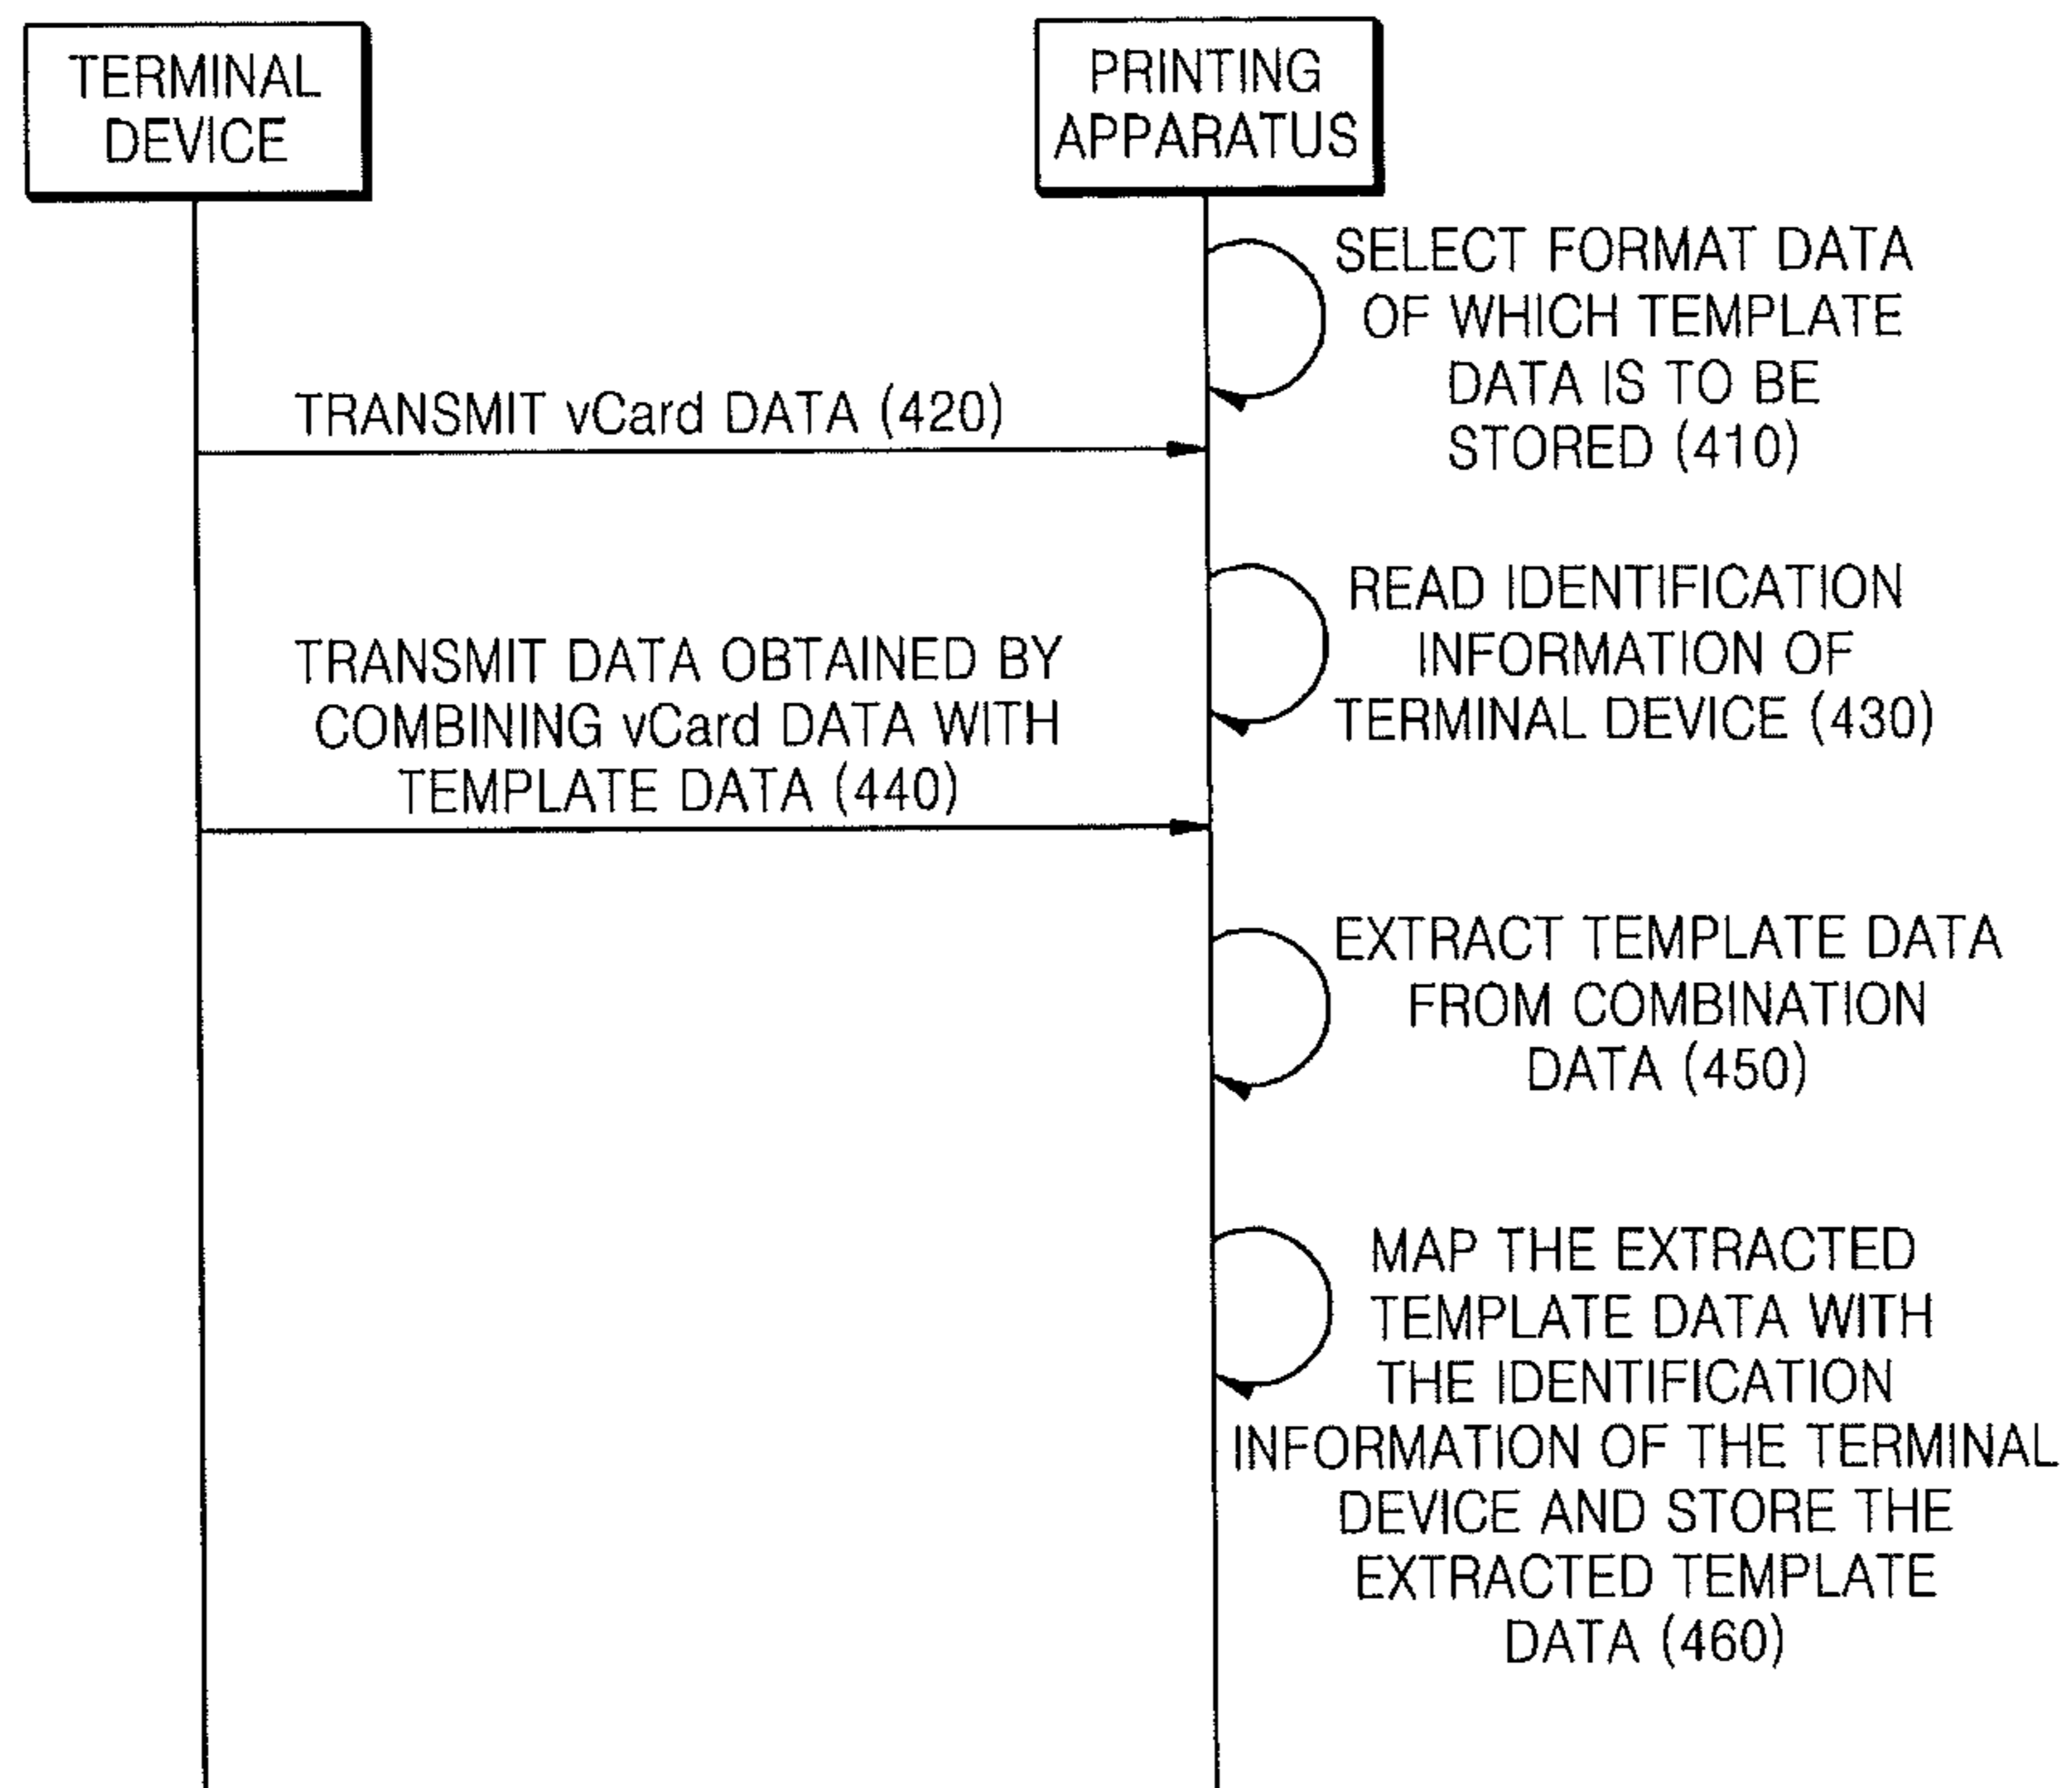 TERMINAL
DEVICE
PRINTING
APPARATUS
SELECT FORMAT DATA
OF WHICH TEMPLATE
DATA IS TO BE
STORED (410)
TRANSMIT vCard DATA (420)
READ IDENTIFICATION
INFORMATION OF
TERMINAL DEVICE (430)
TRANSMIT DATA OBTAINED BY
COMBINING vCard DATA WITH
TEMPLATE DATA (440)
EXTRACT TEMPLATE DATA
FROM COMBINATION
DATA (450)
MAP THE EXTRACTED
TEMPLATE DATA WITH
THE IDENTIFICATION
INFORMATION OF THE TERMINAL
DEVICE AND STORE THE
EXTRACTED TEMPLATE
DATA (460)